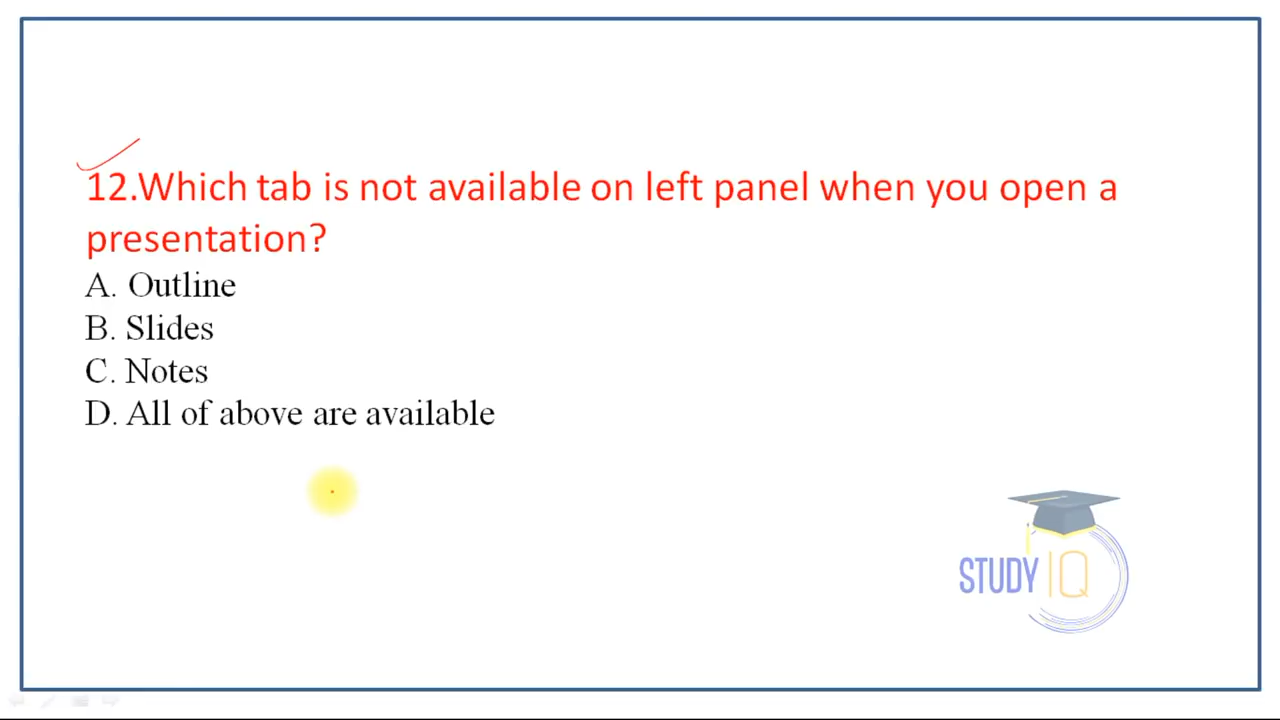 12.Which tab is not available on left panel when you open a
presentation?
A. Outline
B. Slides
C. Notes
D. All of above are available
STUDY IQ